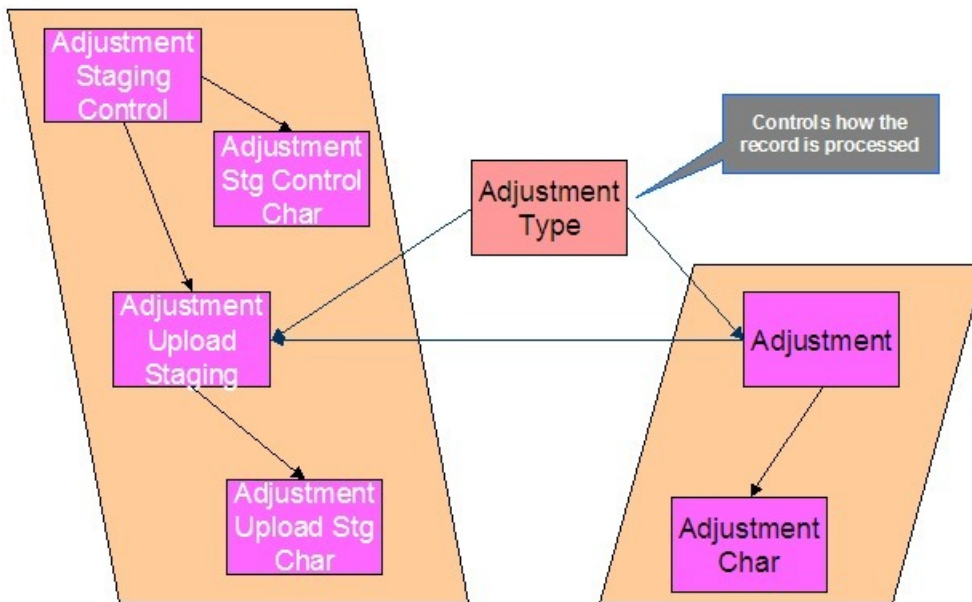 Adjustment
Staging
Control
Adjustment
Stg Control
Char
Controls how the
record is processed
Adjustment
Type
Adjustment
Upload
Staging
Adjustment
Adjustment
Upload Stg
Char
Adjustment
Char